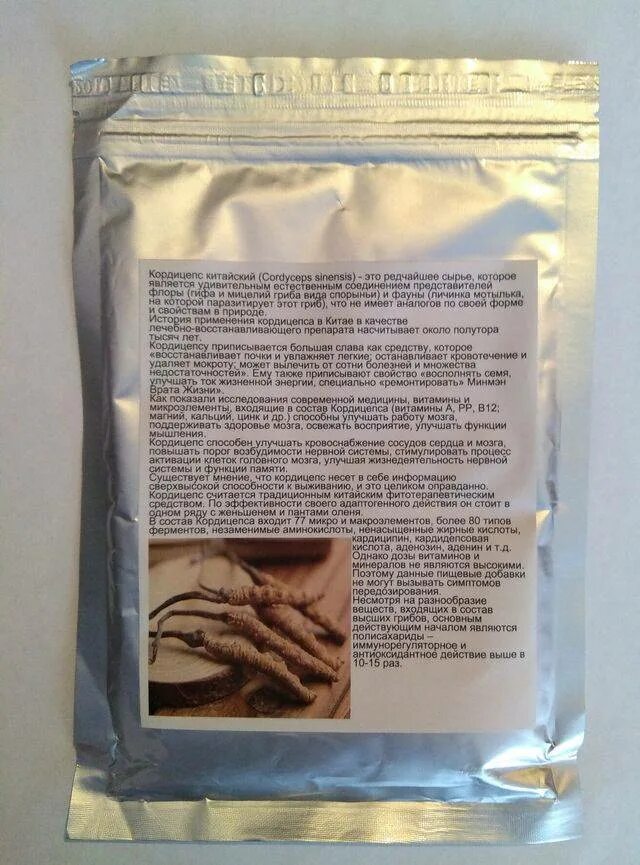 Кордицепс китайский (Cordyceps sinensis) - это редчайшее сырье, которое
является удивительным естественным соединением представителей
флоры (гифа и мицелий гриба вида спорыньи) и фауны (личинка мотылька,
на которой паразитирует этот гриб), что не имеет аналогов по своей форме
и свойствам в природе.
История применения кордицепса в Китае в качестве
лечебно-восстанавливающего препарата насчитывает около полутора
тысяч лет.
Кордицепсу приписывается большая слава как средству, которое
«восстанавливает почки и увлажняет легкие; останавливает кровотечение и
удаляет мокроту; может вылечить от сотни болезней и множества
недостаточностей». Ему также приписывают свойство «восполнять семя,
улучшать ток жизненной энергии, специально «ремонтировать» Минмэн
Врата Жизни».
Как показали исследования современной медицины, витамины и
микроэлементы, входящие в состав Кордицепса (витамины А, РР, В12;
магний, кальций, цинк и др.) способны улучшать работу мозга,
поддерживать здоровье мозга, освежать восприятие, улучшать функции
мышления.
Кордицепс способен улучшать кровоснабжение сосудов сердца и мозга,
повышать порог возбудимости нервной системы, стимулировать процесс
активации клеток головного мозга, улучшая жизнедеятельность нервной
системы и функции памяти.
Существует мнение, что кордицепс несет в себе информацию
сверхвысокой способности к выживанию, и это целиком оправданно.
Кордицепс считается традиционным китайским фитотерапевтическим
средством. По эффективности своего адаптогенного действия он стоит в
одном ряду с женьшенем и пантами оленя.
В состав Кордицепса входит 77 микро и макроэлементов, более 80 типов
ферментов, незаменимые аминокислоты, ненасыщенные жирные кислоты,
кардиципин, кардидепсовая
кислота, аденозин, аденин и т.д.
Однако дозы витаминов и
минералов не являются высокими.
Поэтому данные пищевые добавки
не могут вызывать симптомов
передозирования.
Несмотря на разнообразие
веществ, входящих в состав
высших грибов, основным
действующим началом являются
полисахариды –
иммунорегуляторное и
антиоксидантное действие выше в
10-15 раз.